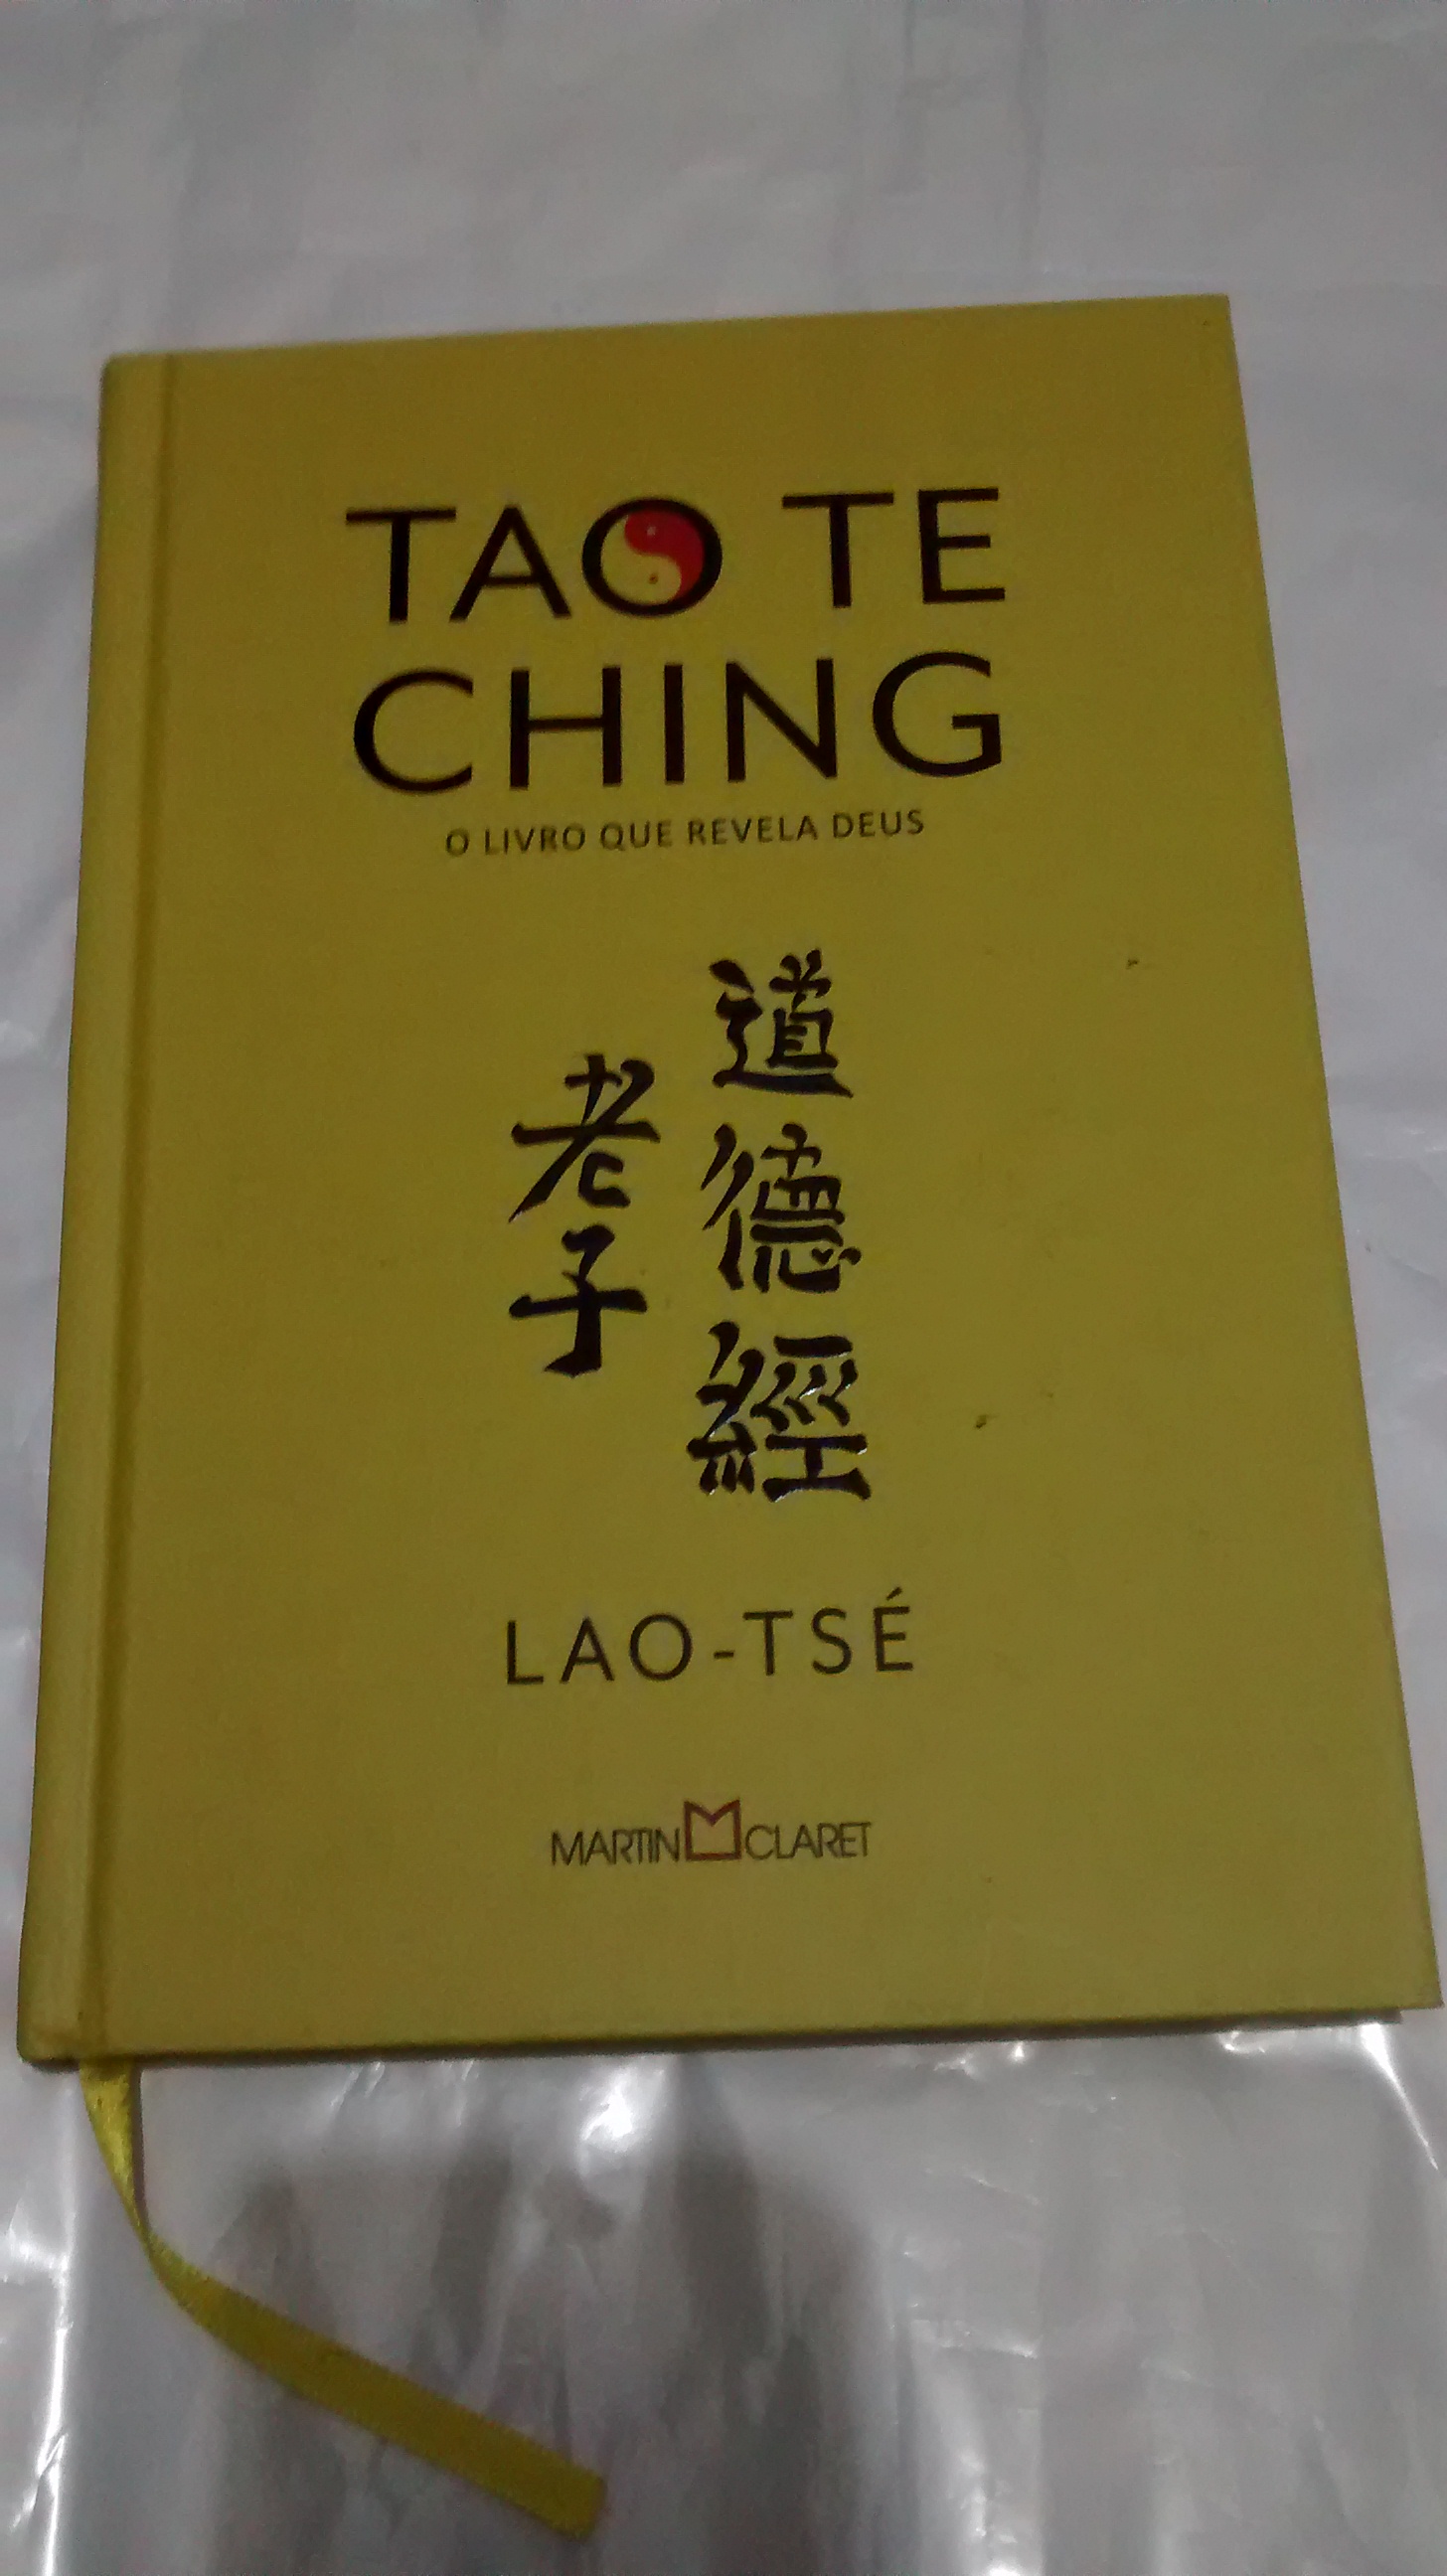 TAO TE
CHING
O LIVRO QUE REVELA DEUS
道德經
老子
LAO-TSÉ
MARTIN CLARET